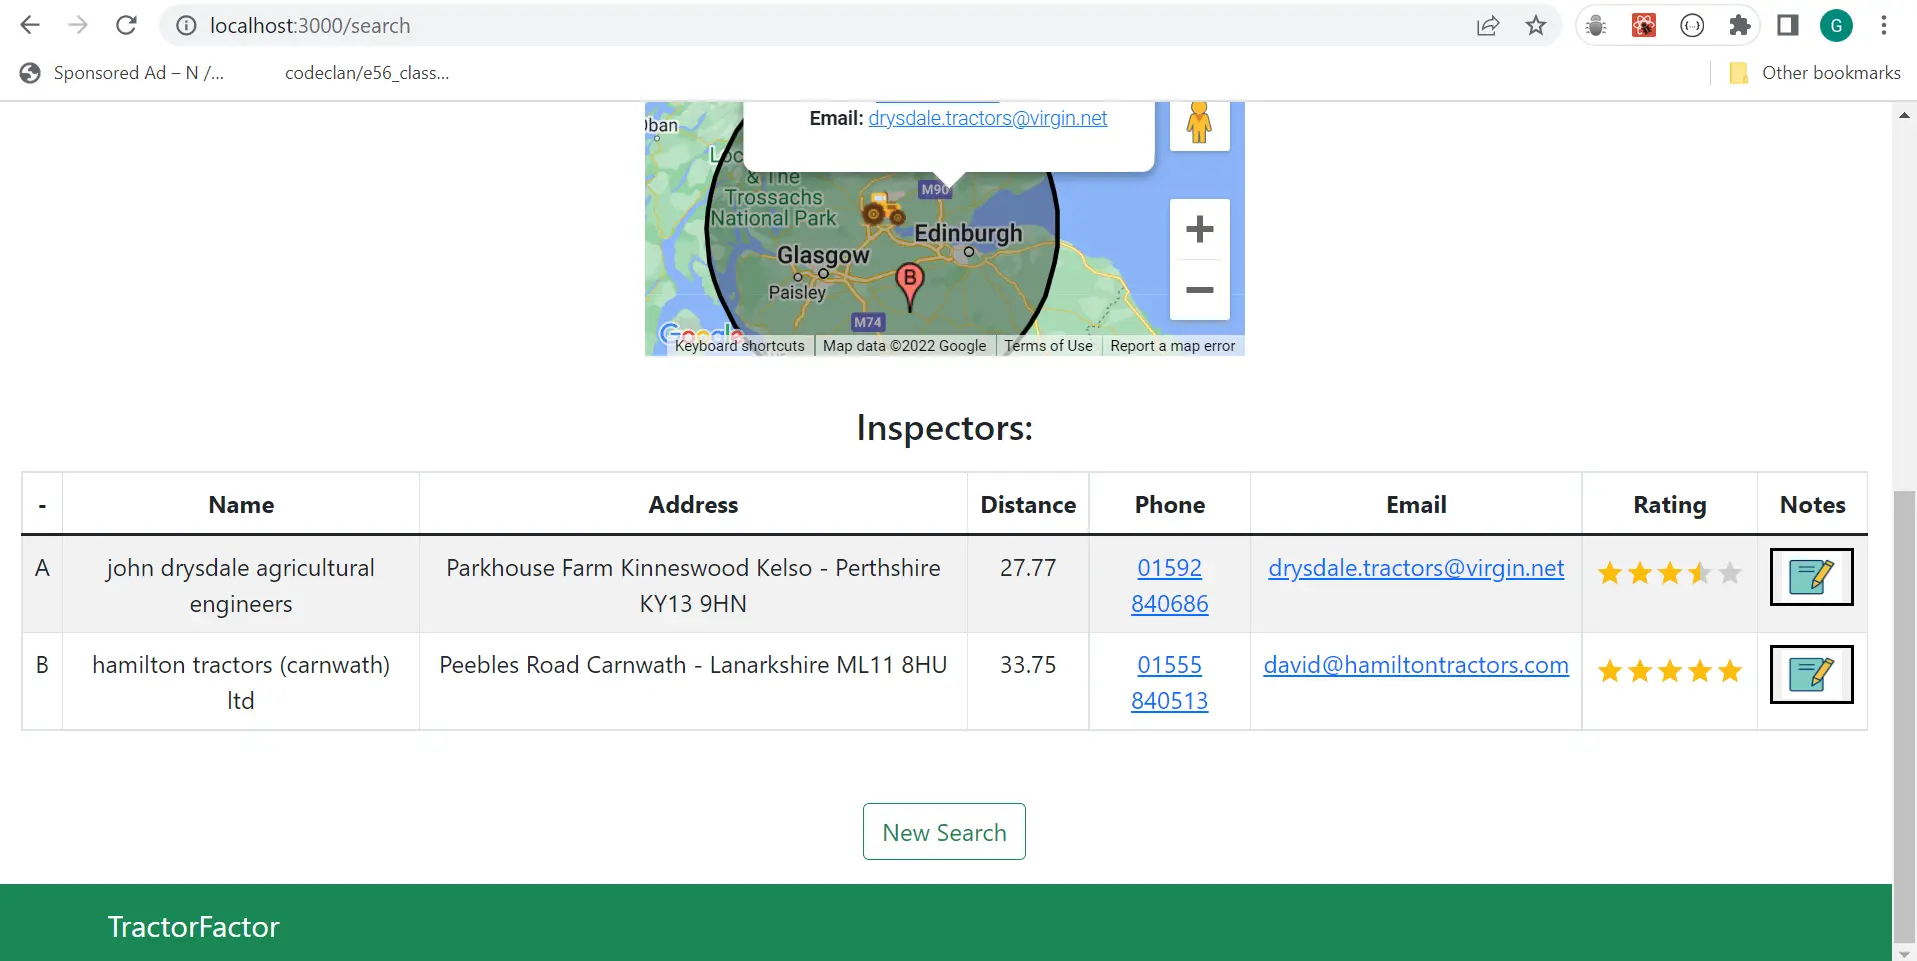 localhost:3000/search
G
Sponsored Ad – N /...
codeclan/e56_class...
Other bookmarks
Email: drysdale.tractors@virgin.net
Loc
& The
Trossachs
National Park
M90
Edinburgh
Glasgow
B
Paisley
M74
Google
Keyboard shortcuts
Map data ©2022 Google
Terms of Use
Report a map error
Inspectors:
- Name Address Distance Phone Email Rating Notes
A john drysdale agricultural Parkhouse Farm Kinneswood Kelso - Perthshire 27.77 01592 drysdale.tractors@virgin.net
engineers KY13 9HN 840686
B hamilton tractors (carnwath) Peebles Road Carnwath - Lanarkshire ML11 8HU 33.75 01555 david@hamiltontractors.com
ltd 840513
New Search
TractorFactor